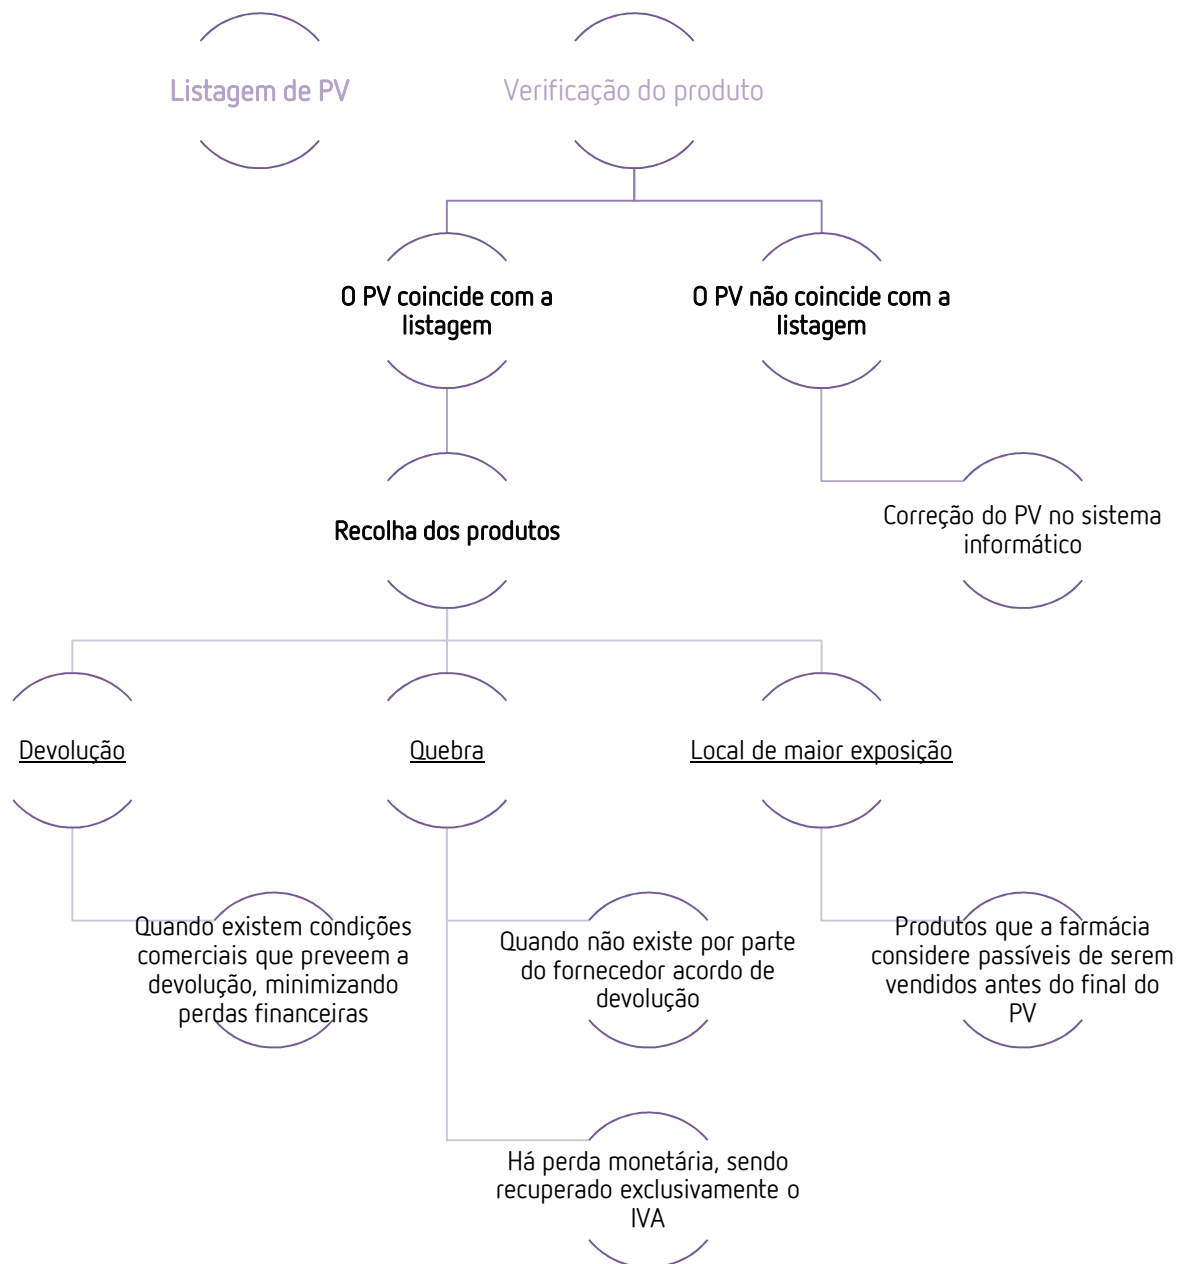 Listagem de PV
Verificação do produto
O PV coincide com a
listagem
O PV não coincide com a
listagem
Recolha dos produtos
Correção do PV no sistema
informático
Devolução
Quebra
Local de maior exposição
Quando existem condições
comerciais que preveem a
devolução, minimizando
perdas financeiras
Quando não existe por parte
do fornecedor acordo de
devolução
Produtos que a farmácia
considere passíveis de serem
vendidos antes do final do
PV
Há perda monetária, sendo
recuperado exclusivamente o
IVA